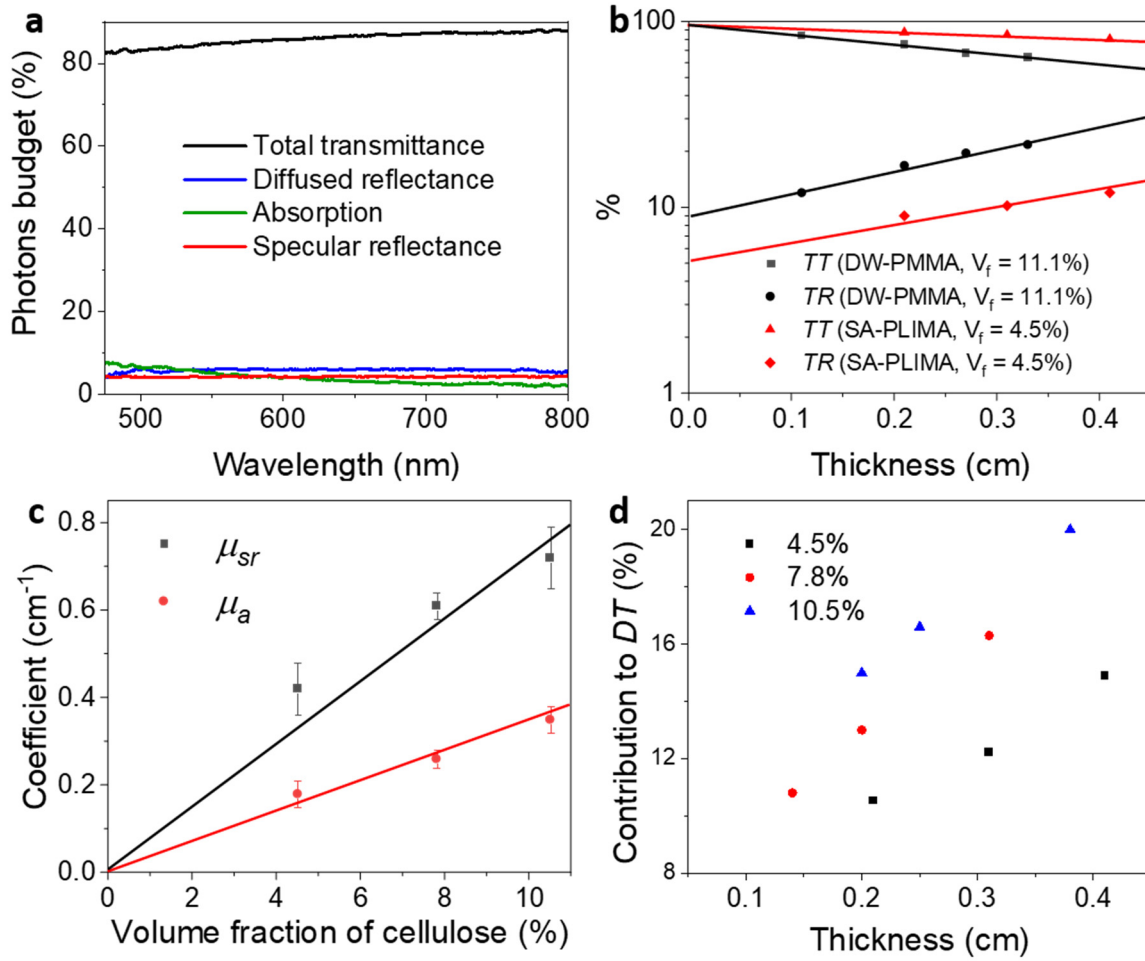 a
Photons budget (%)
80
60
40
20
0
Total transmittance
Diffused reflectance
Absorption
Specular reflectance
500
600
700
800
Wavelength (nm)
b
%
100
10
1
TT (DW-PMMA, Vf = 11.1%)
TR (DW-PMMA, Vf = 11.1%)
TT (SA-PLIMA, Vf = 4.5%)
TR (SA-PLIMA, Vf = 4.5%)
0.0
0.1
0.2
0.3
0.4
Thickness (cm)
c
Coefficient (cm⁻¹)
0.8
0.6
0.4
0.2
0.0
μsr
μa
0
2
4
6
8
10
Volume fraction of cellulose (%)
d
Contribution to DT (%)
20
16
12
8
4.5%
7.8%
10.5%
0.1
0.2
0.3
0.4
Thickness (cm)